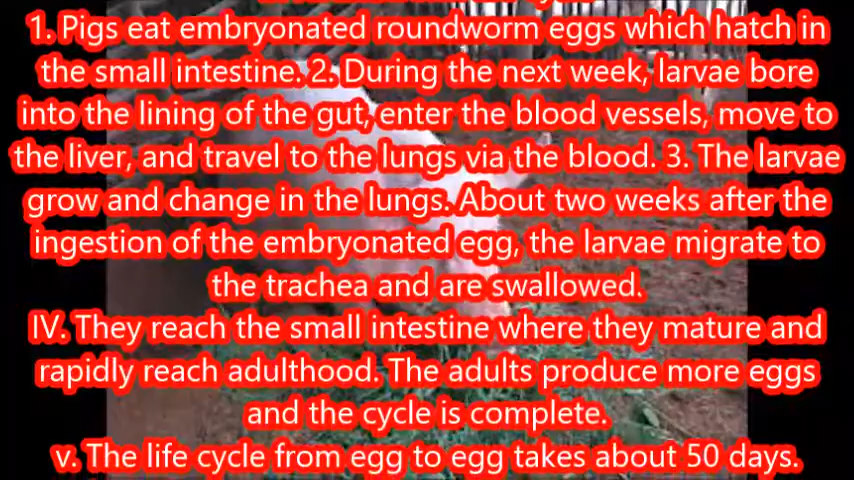 1. Pigs eat embryonated roundworm eggs which hatch in
the small intestine. 2. During the next week, larvae bore
into the lining of the gut, enter the blood vessels, move to
the liver, and travel to the lungs via the blood. 3. The larvae
grow and change in the lungs. About two weeks after the
ingestion of the embryonated egg, the larvae migrate to
the trachea and are swallowed.
IV. They reach the small intestine where they mature and
rapidly reach adulthood. The adults produce more eggs
and the cycle is complete.
v. The life cycle from egg to egg takes about 50 days.